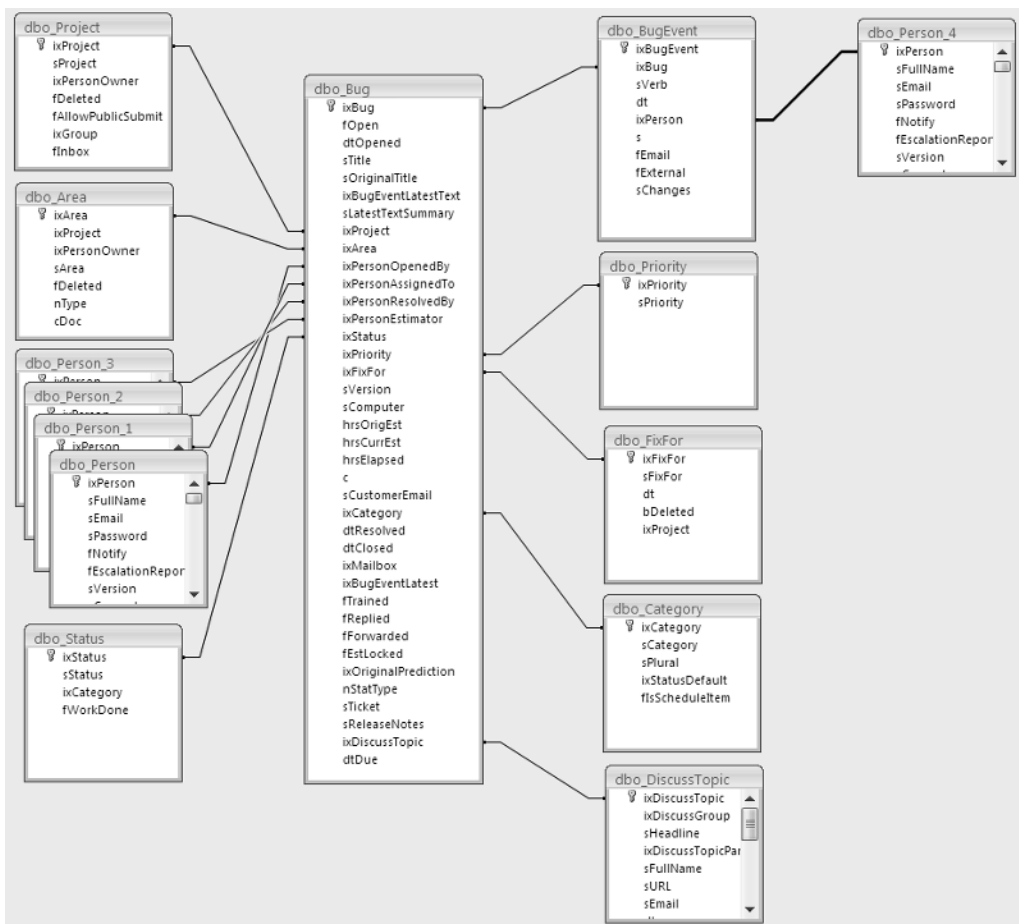 dbo_Project
ixProject
sProject
ixPersonOwner
fDeleted
fAllowPublicSubmit
ixGroup
fInbox
dbo_Area
ixArea
ixProject
ixPersonOwner
sArea
fDeleted
nType
cDoc
dbo_Person_3
dbo_Person_2
dbo_Person_1
ixPerson
dbo_Person
ixPerson
sFullName
sEmail
sPassword
fNotify
fEscalationRepor
sVersion
dbo_Status
ixStatus
sStatus
ixCategory
fWorkDone
dbo_Bug
ixBug
fOpen
dtOpened
sTitle
sOriginalTitle
ixBugEventLatestText
sLatestTextSummary
ixProject
ixArea
ixPersonOpenedBy
ixPersonAssignedTo
ixPersonResolvedBy
ixPersonEstimator
ixStatus
ixPriority
ixFixFor
sVersion
sComputer
hrsOrigEst
hrsCurrEst
hrsElapsed
c
sCustomerEmail
ixCategory
dtResolved
dtClosed
ixMailbox
ixBugEventLatest
fTrained
fReplied
fForwarded
fEstLocked
ixOriginalPrediction
nStatType
sTicket
sReleaseNotes
ixDiscussTopic
dtDue
dbo_BugEvent
ixBugEvent
ixBug
sVerb
dt
ixPerson
s
fEmail
fExternal
sChanges
dbo_Person_4
ixPerson
sFullName
sEmail
sPassword
fNotify
fEscalationRepor
sVersion
dbo_Priority
ixPriority
sPriority
dbo_FixFor
ixFixFor
sFixFor
dt
bDeleted
ixProject
dbo_Category
ixCategory
sCategory
sPlural
ixStatusDefault
fIsScheduleItem
dbo_DiscussTopic
ixDiscussTopic
ixDiscussGroup
sHeadline
ixDiscussTopicPar
sFullName
sURL
sEmail